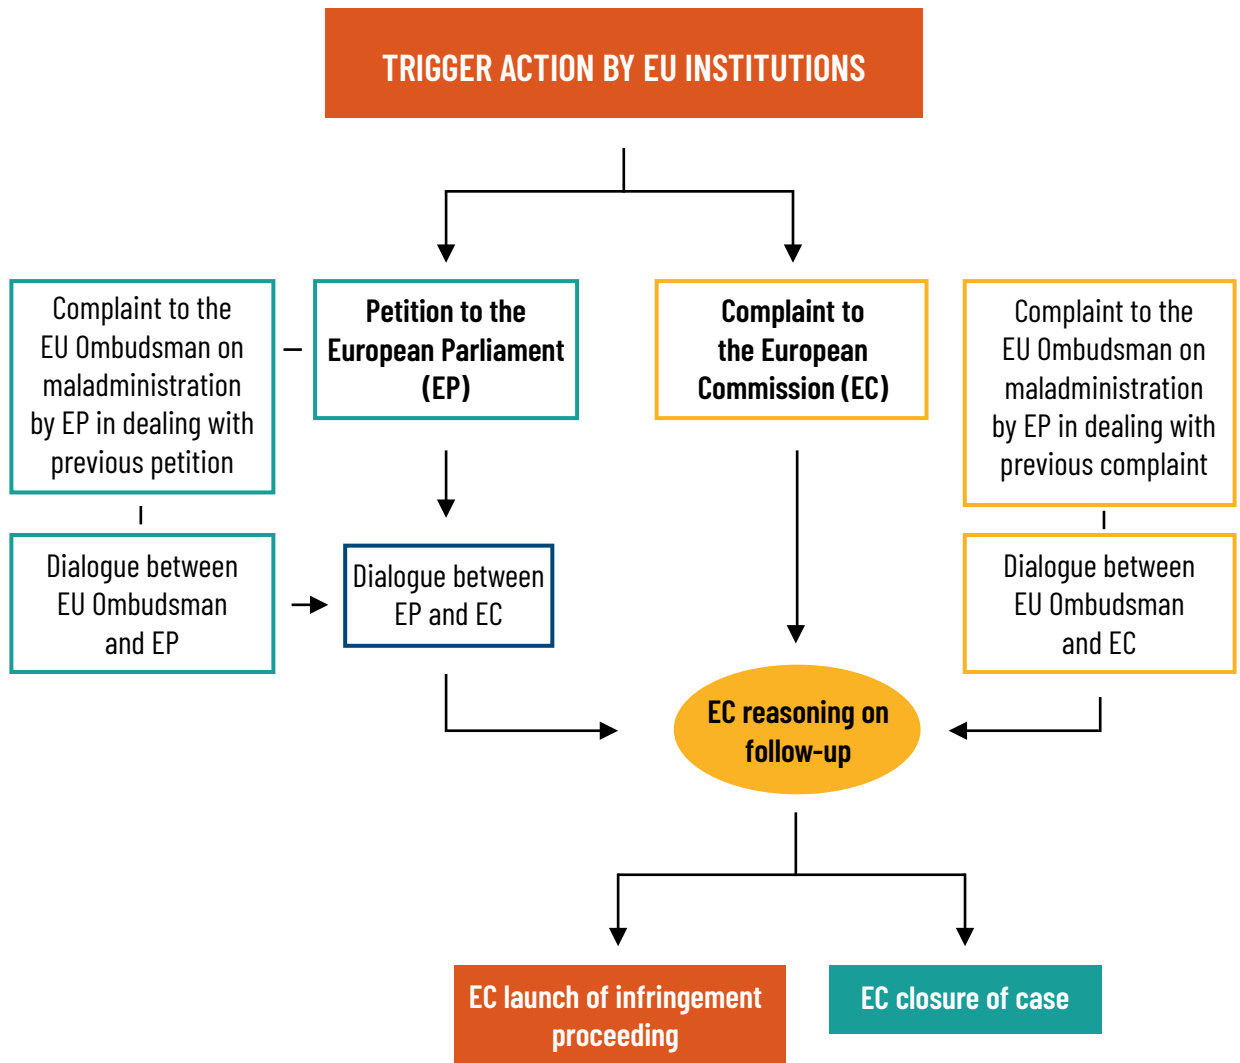 TRIGGER ACTION BY EU INSTITUTIONS
Complaint to the
EU Ombudsman on
maladministration
by EP in dealing with
previous petition
Petition to the
European Parliament
(EP)
Complaint to
the European
Commission (EC)
Complaint to the
EU Ombudsman on
maladministration
by EP in dealing with
previous complaint
Dialogue between
EU Ombudsman
and EP
Dialogue between
EP and EC
Dialogue between
EU Ombudsman
and EC
EC reasoning on
follow-up
EC launch of infringement
proceeding
EC closure of case